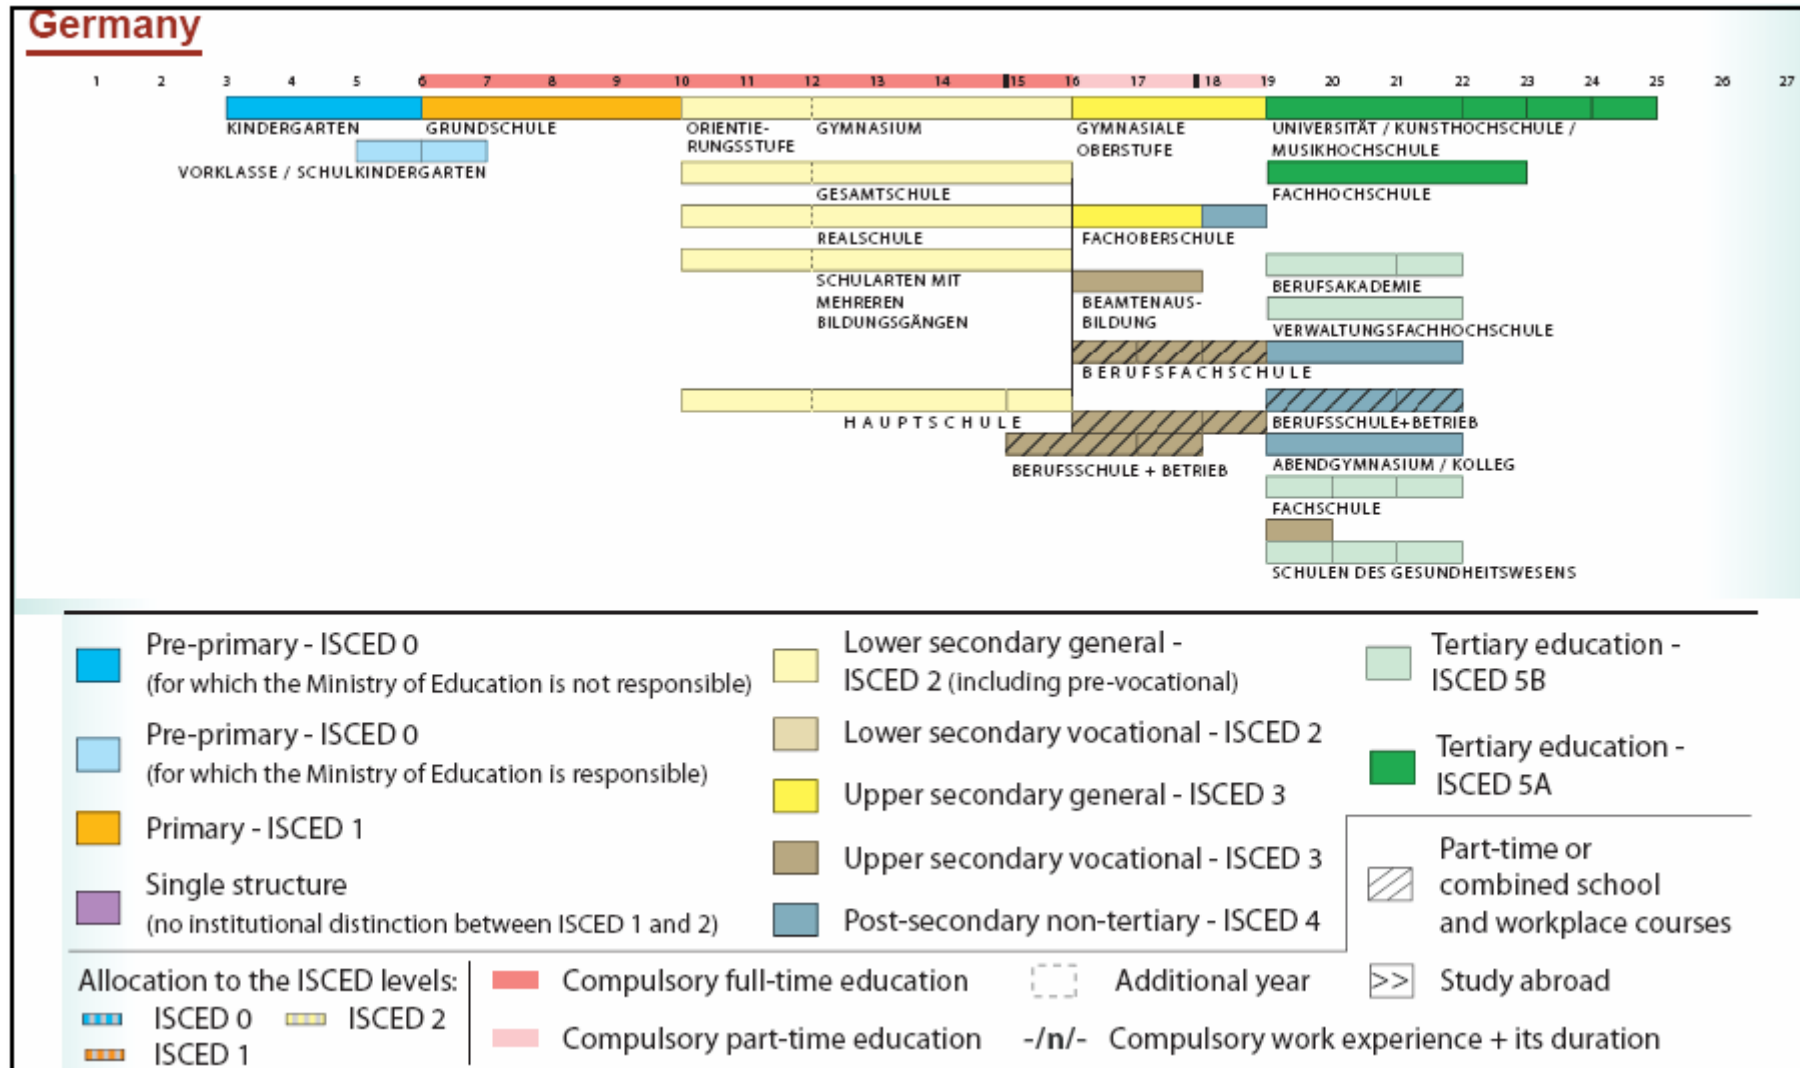 Germany
1 2 3 4 5 6 7 8 9 10 11 12 13 14 15 16 17 18 19 20 21 22 23 24 25 26 27
KINDERGARTEN GRUNDSCHULE ORIENTIE- GYMNASIUM GYMNASIALE UNIVERSITÄT / KUNSTHOCHSCHULE /
RUNGSSTUFE OBERSTUFE MUSIKHOCHSCHULE
VORKLASSE / SCHULKINDERGARTEN
GESAMTSCHULE FACHHOCHSCHULE
REALSCHULE FACHOBERSCHULE
SCHULARTEN MIT BERUFSAKADEMIE
MEHREREN BEAMTENAUS-
BILDUNGSGÄNGEN BILDUNG VERWALTUNGSFACHHOCHSCHULE
BERUFSFACHSCHULE
HAUPTSCHULE BERUFSSCHULE+BETRIEB
BERUFSSCHULE + BETRIEB ABENDGYMNASIUM / KOLLEG
FACHSCHULE
SCHULEN DES GESUNDHEITSWESENS
Pre-primary - ISCED 0
(for which the Ministry of Education is not responsible)
Pre-primary - ISCED 0
(for which the Ministry of Education is responsible)
Primary - ISCED 1
Single structure
(no institutional distinction between ISCED 1 and 2)
Lower secondary general -
ISCED 2 (including pre-vocational)
Lower secondary vocational - ISCED 2
Upper secondary general - ISCED 3
Upper secondary vocational - ISCED 3
Post-secondary non-tertiary - ISCED 4
Tertiary education -
ISCED 5B
Tertiary education -
ISCED 5A
Part-time or
combined school
and workplace courses
Allocation to the ISCED levels:
ISCED 0 ISCED 2
ISCED 1
Compulsory full-time education
Compulsory part-time education
Additional year
-/n/- Compulsory work experience + its duration
>> Study abroad